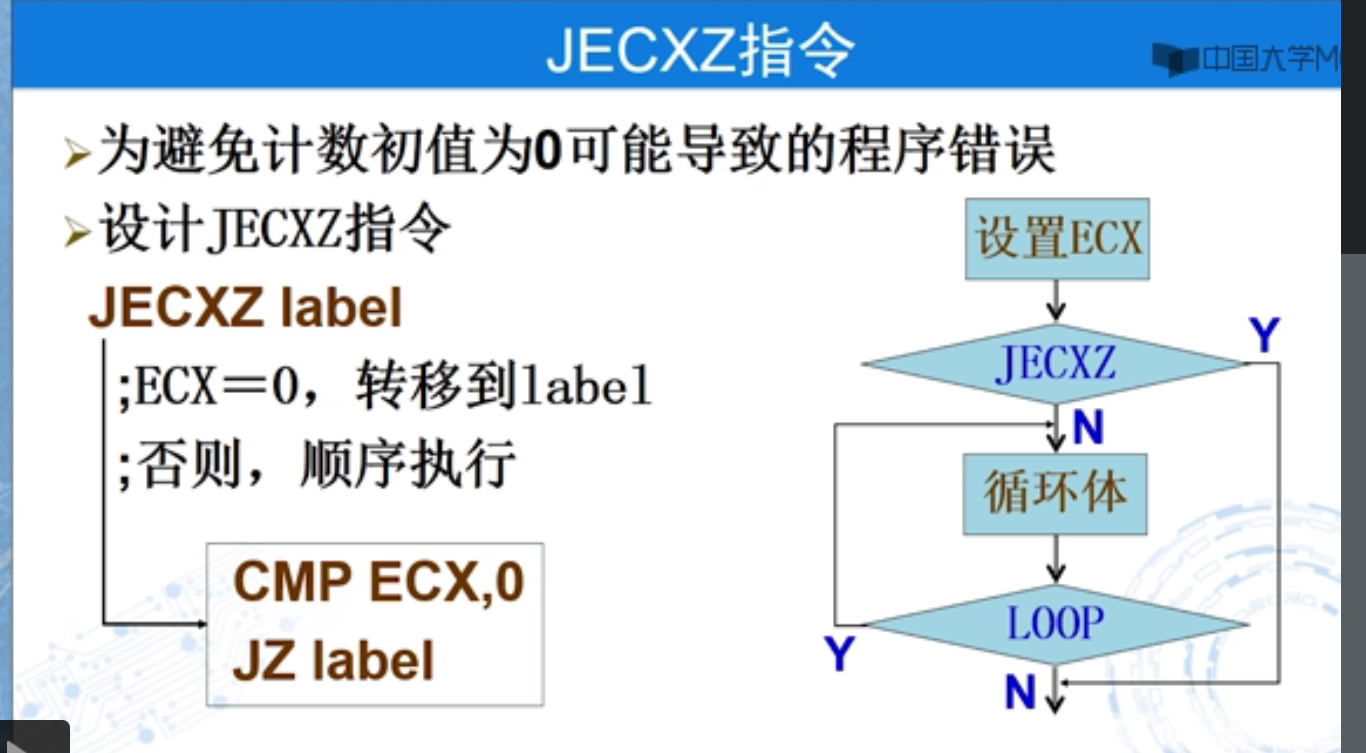 JECXZ指令
中国大学M
为避免计数初值为0可能导致的程序错误
设计JECXZ指令
JECXZ label
;ECX=0，转移到label
;否则，顺序执行
CMP ECX,0
JZ label
设置ECX
JECXZ
Y
N
循环体
LOOP
Y
N